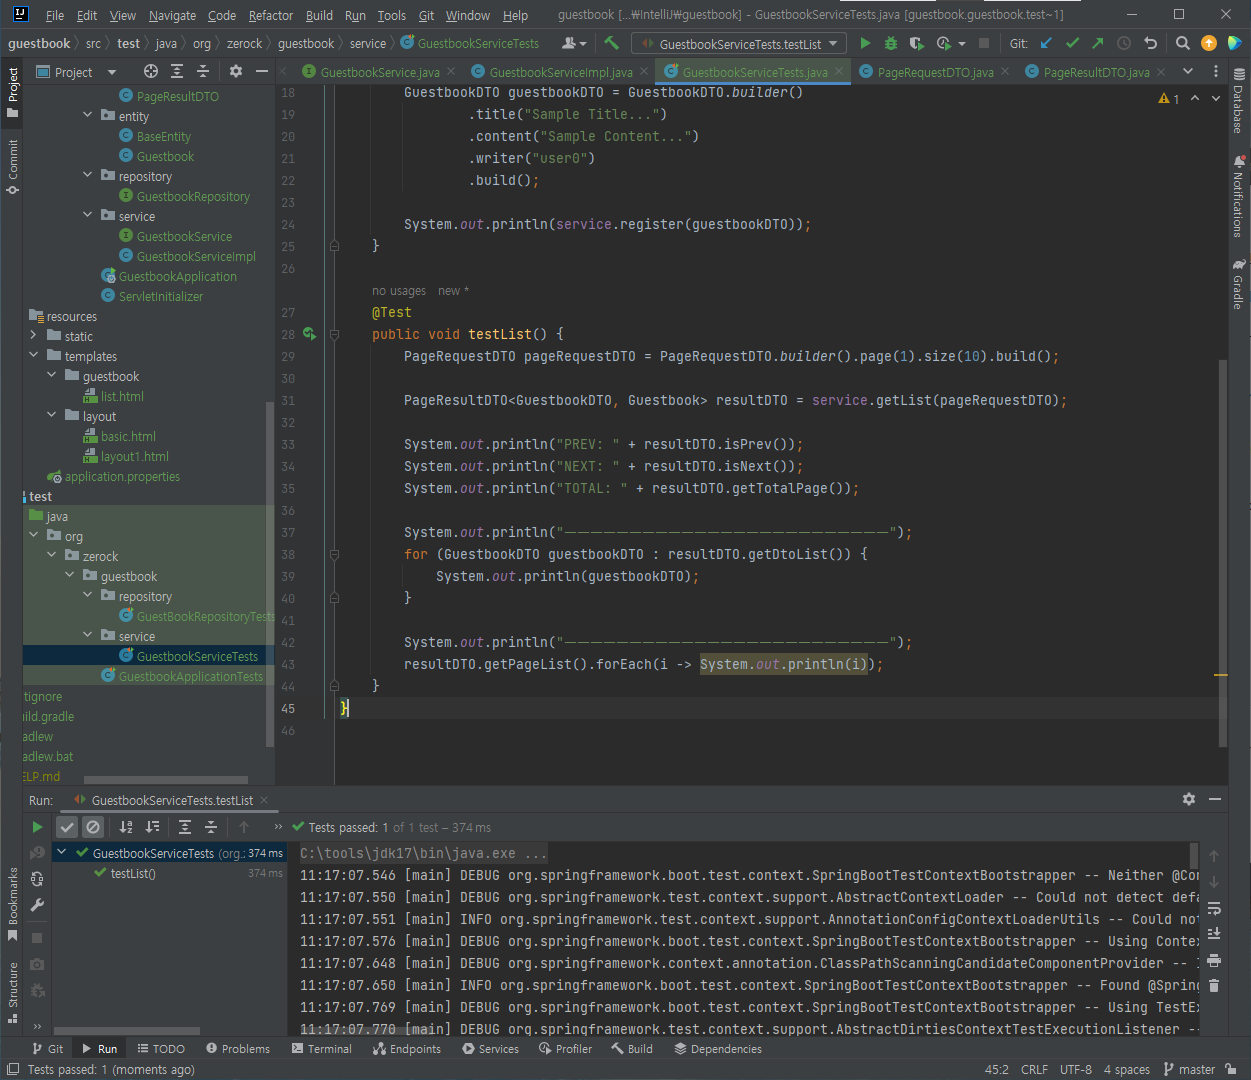 File Edit View Navigate Code Refactor Build Run Tools Git Window Help guestbook [...₩IntelliJ₩guestbook] - GuestbookServiceTests.java [guestbook.guestbook.test~1]
guestbook src test java org zerock guestbook service GuestbookServiceTests GuestbookServiceTests.testList Git:
Project
GuestbookService.java GuestbookServiceImpl.java GuestbookServiceTests.java PageRequestDTO.java PageResultDTO.java
Project
Commit
Bookmarks
Structure
Database
Notifications
Gradle
PageResultDTO
entity
BaseEntity
Guestbook
repository
GuestbookRepository
service
GuestbookService
GuestbookServiceImpl
GuestbookApplication
ServletInitializer
resources
static
templates
guestbook
list.html
layout
basic.html
layout1.html
application.properties
test
java
org
zerock
guestbook
repository
GuestBookRepositoryTests
service
GuestbookServiceTests
GuestbookApplicationTests
tignore
ild.gradle
adlew
adlew.bat
ELP.md
1
18 GuestbookDTO guestbookDTO = GuestbookDTO.builder()
19 .title("Sample Title...")
20 .content("Sample Content...")
21 .writer("user0")
22 .build();
23
24 System.out.println(service.register(guestbookDTO));
25 }
26
no usages new *
27 @Test
28 public void testList() {
29 PageRequestDTO pageRequestDTO = PageRequestDTO.builder().page(1).size(10).build();
30
31 PageResultDTO<GuestbookDTO, Guestbook> resultDTO = service.getList(pageRequestDTO);
32
33 System.out.println("PREV: " + resultDTO.isPrev());
34 System.out.println("NEXT: " + resultDTO.isNext());
35 System.out.println("TOTAL: " + resultDTO.getTotalPage());
36
37 System.out.println("—————————————————————————");
38 for (GuestbookDTO guestbookDTO : resultDTO.getDtoList()) {
39 System.out.println(guestbookDTO);
40 }
41
42 System.out.println("—————————————————————————");
43 resultDTO.getPageList().forEach(i -> System.out.println(i));
44 }
45 }
46
Run: GuestbookServiceTests.testList
Tests passed: 1 of 1 test – 374 ms
GuestbookServiceTests (org.: 374 ms
testList() 374 ms
C:\tools\jdk17\bin\java.exe ...
11:17:07.546 [main] DEBUG org.springframework.boot.test.context.SpringBootTestContextBootstrapper -- Neither @Con
11:17:07.550 [main] DEBUG org.springframework.test.context.support.AbstractContextLoader -- Could not detect defa
11:17:07.551 [main] INFO org.springframework.test.context.support.AnnotationConfigContextLoaderUtils -- Could not
11:17:07.576 [main] DEBUG org.springframework.boot.test.context.SpringBootTestContextBootstrapper -- Using Conte
11:17:07.648 [main] DEBUG org.springframework.context.annotation.ClassPathScanningCandidateComponentProvider --
11:17:07.650 [main] INFO org.springframework.boot.test.context.SpringBootTestContextBootstrapper -- Found @Spring
11:17:07.769 [main] DEBUG org.springframework.boot.test.context.SpringBootTestContextBootstrapper -- Using TestEx
11:17:07.770 [main] DEBUG org.springframework.test.context.support.AbstractDirtiesContextTestExecutionListener --
Git Run TODO Problems Terminal Endpoints Services Profiler Build Dependencies
Tests passed: 1 (moments ago) 45:2 CRLF UTF-8 4 spaces master